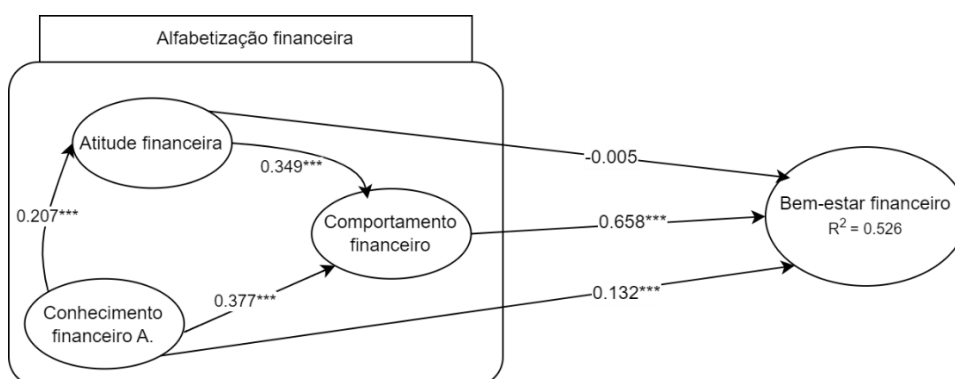 Alfabetização financeira
Atitude financeira
-0.005
0.349***
Bem-estar financeiro
R² = 0.526
0.207***
Comportamento
financeiro
0.658***
0.377***
0.132***
Conhecimento
financeiro A.